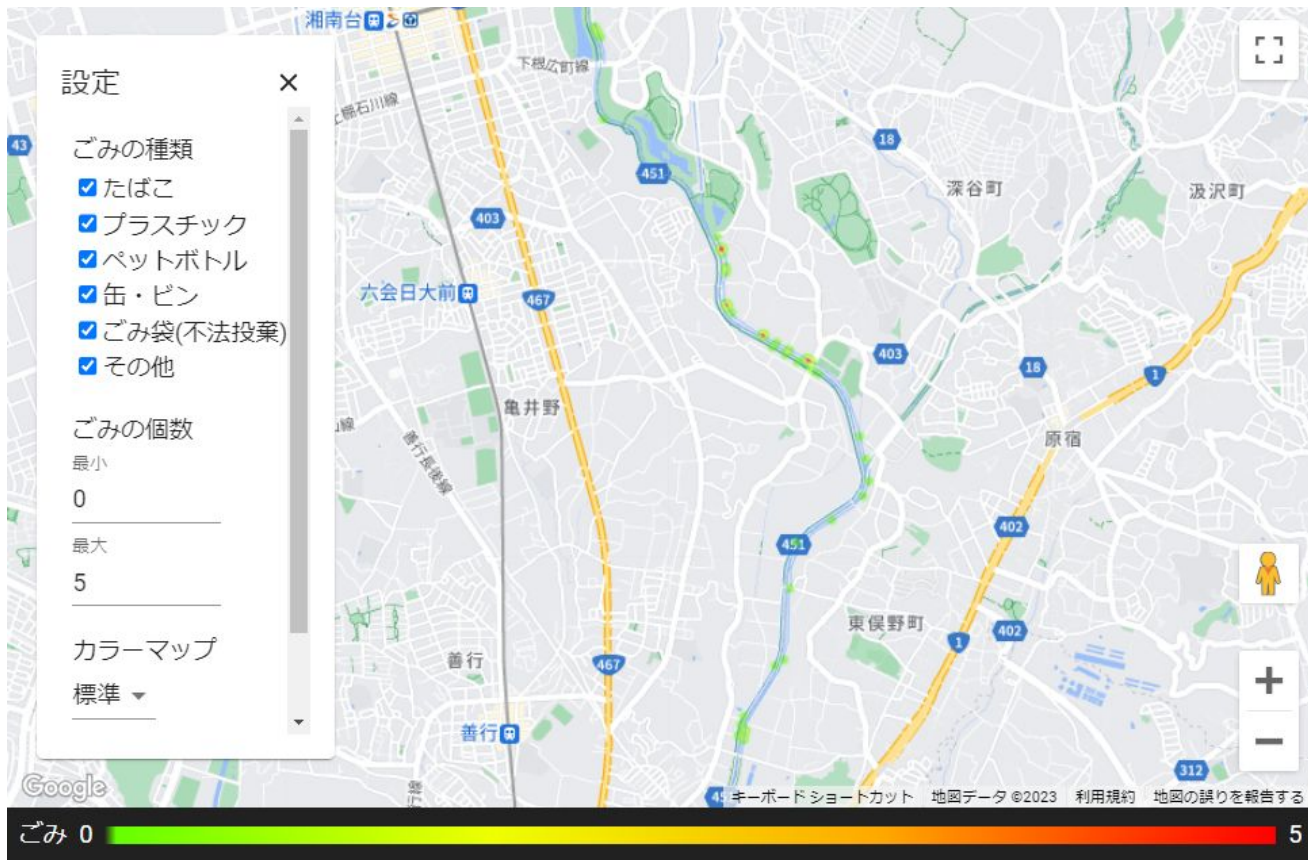 設定
×
ごみの種類
たばこ
プラスチック
ペットボトル
缶・ビン
ごみ袋(不法投棄)
その他
ごみの個数
最小
0
最大
5
カラーマップ
標準
湘南台
下根広町線
43
18
451
403
深谷町
汲沢町
六会日大前
467
403
18
1
亀井野
善行長後線
原宿
402
451
東俣野町
402
1
善行
467
善行
312
Google
キーボード ショートカット
地図データ ©2023
利用規約
地図の誤りを報告する
ごみ 0
5